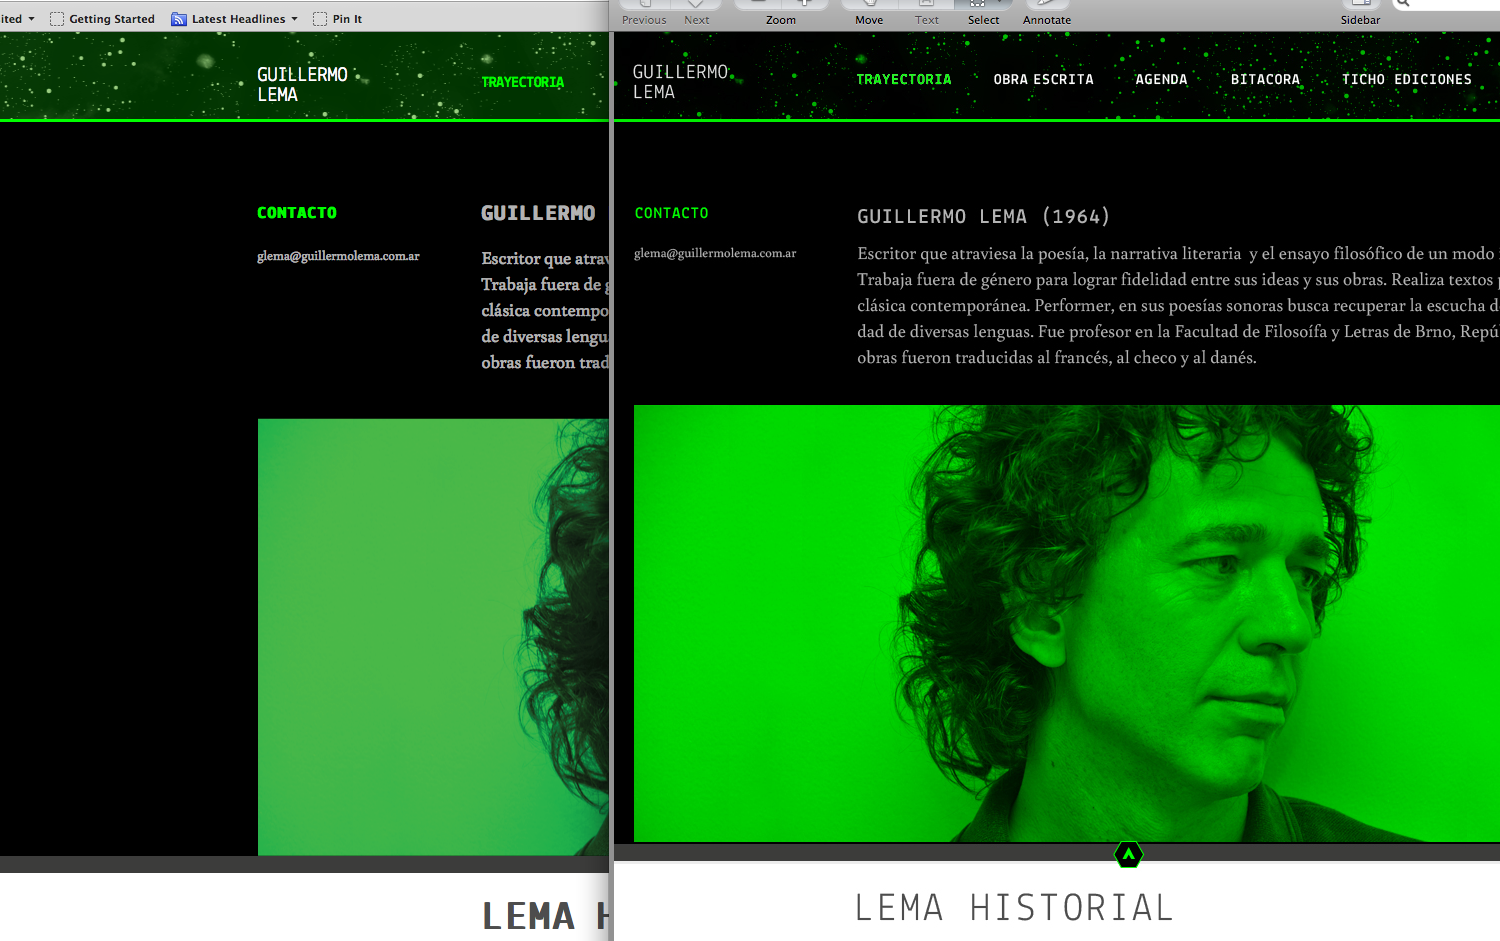 ited
Getting Started
Latest Headlines
Pin It
GUILLERMO
LEMA
TRAYECTORIA
CONTACTO
glema@guillermolema.com.ar
GUILLERMO
Escritor que atrav
Trabaja fuera de g
clásica contempo
de diversas lengu
obras fueron trad
LEMA H
Previous
Next
Zoom
Move
Text
Select
Annotate
Sidebar
GUILLERMO
LEMA
TRAYECTORIA
OBRA ESCRITA
AGENDA
BITACORA
TICHO EDICIONES
CONTACTO
glema@guillermolema.com.ar
GUILLERMO LEMA (1964)
Escritor que atraviesa la poesía, la narrativa literaria y el ensayo filosófico de un modo
Trabaja fuera de género para lograr fidelidad entre sus ideas y sus obras. Realiza textos
clásica contemporánea. Performer, en sus poesías sonoras busca recuperar la escucha d
dad de diversas lenguas. Fue profesor en la Facultad de Filosoífa y Letras de Brno, Repú
obras fueron traducidas al francés, al checo y al danés.
LEMA HISTORIAL